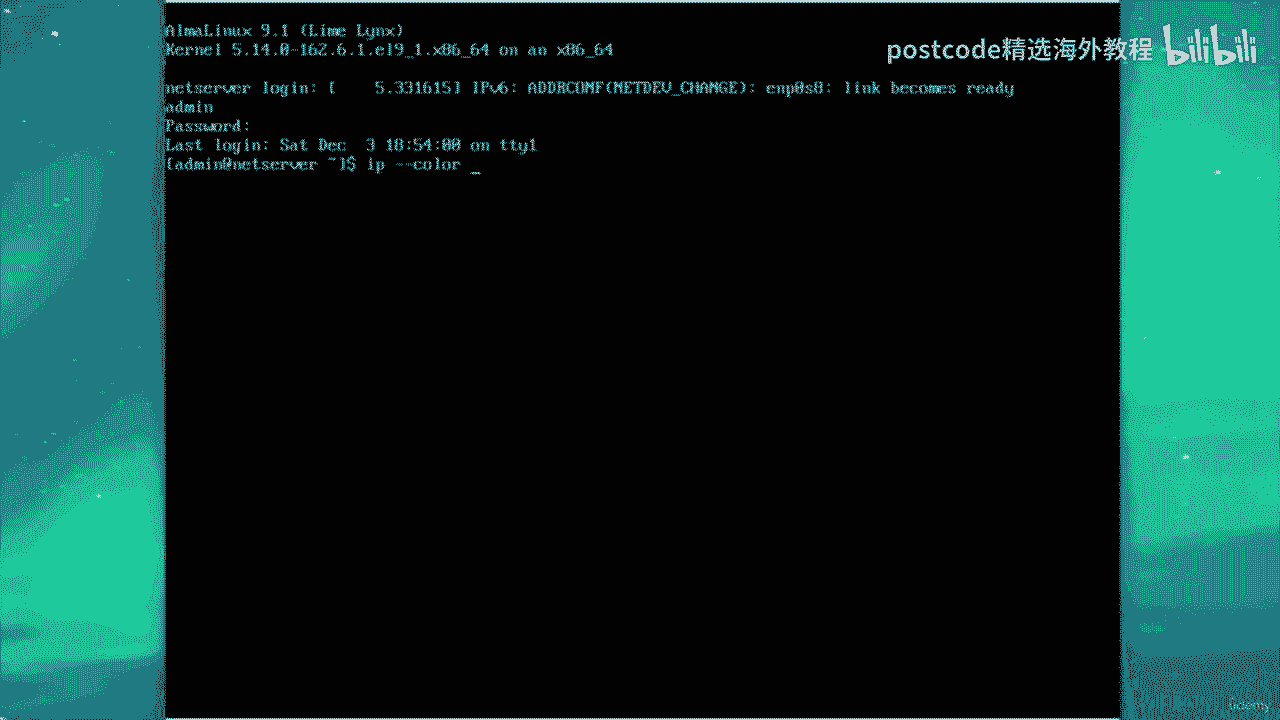 AlmaLinux 9.1 (Lime Lynx)
Kernel 5.14.0-162.6.1.el9_1.x86_64 on an x86_64
postcode精选海外教程 bilibili
netserver login: [    5.331615] IPv6: ADDRCONF(NETDEV_CHANGE): enp0s8: link becomes ready
admin
Password:
Last login: Sat Dec  3 18:54:00 on tty1
[admin@netserver ~]$ ip --color _
ûdemy